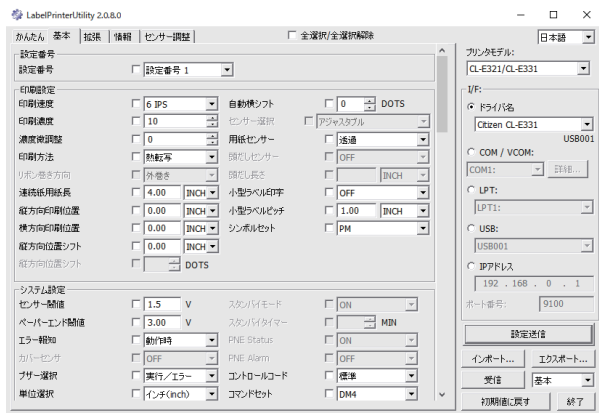 LabelPrinterUtility 2.0.8.0
かんたん 基本 拡張 情報 センサー調整 全選択/全選択解除 日本語
設定番号
設定番号 設定番号 1
印刷設定
印刷速度 6 IPS 自動横シフト 0 DOTS
印刷濃度 10 センサー選択 アジャスタブル
濃度微調整 0 用紙センサー 透過
印刷方法 熱転写 頭だしセンサー OFF
リボン巻き方向 外巻き 頭だし長さ INCH
連続紙用紙長 4.00 INCH 小型ラベル印字 OFF
縦方向印刷位置 0.00 INCH 小型ラベルピッチ 1.00 INCH
横方向印刷位置 0.00 INCH シンボルセット PM
縦方向位置シフト 0.00 INCH
縦方向位置シフト DOTS
システム設定
センサー閾値 1.5 V スタンバイモード ON
ペーパーエンド閾値 3.00 V スタンバイタイマー MIN
エラー報知 動作時 PNE Status ON
カバーセンサ OFF PNE Alarm OFF
ブザー選択 実行/エラー コントロールコード 標準
単位選択 インチ(inch) コマンドセット DM4
プリンタモデル:
CL-E321/CL-E331
I/F:
ドライバ名
Citizen CL-E331
USB001
COM / VCOM:
COM1: 詳細...
LPT:
LPT1:
USB:
USB001
IPアドレス
192 . 168 . 0 . 1
ポート番号: 9100
設定送信
インポート... エクスポート...
受信 基本
初期値に戻す 終了